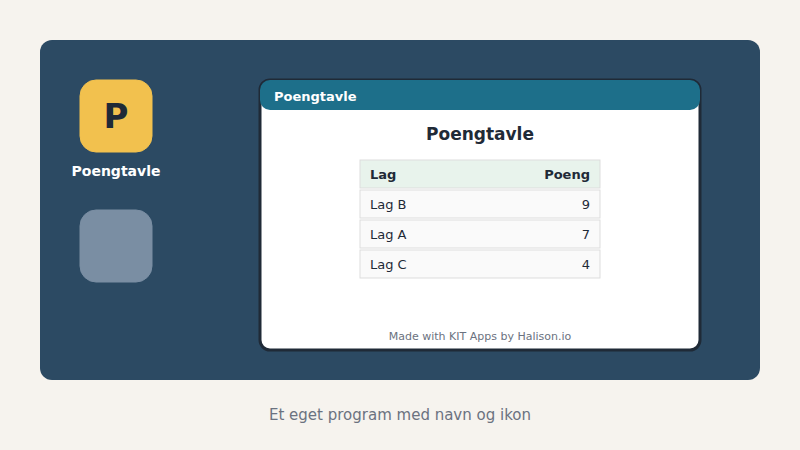 P
Poengtavle
Poengtavle
Poengtavle
Lag Poeng
Lag B 9
Lag A 7
Lag C 4
Made with KIT Apps by Halison.io
Et eget program med navn og ikon